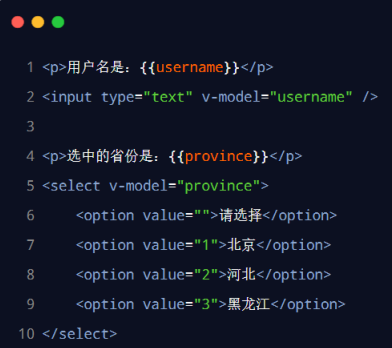 1 <p>用户名是：{{username}}</p>
2 <input type="text" v-model="username" />
3
4 <p>选中的省份是：{{province}}</p>
5 <select v-model="province">
6     <option value="">请选择</option>
7     <option value="1">北京</option>
8     <option value="2">河北</option>
9     <option value="3">黑龙江</option>
10 </select>